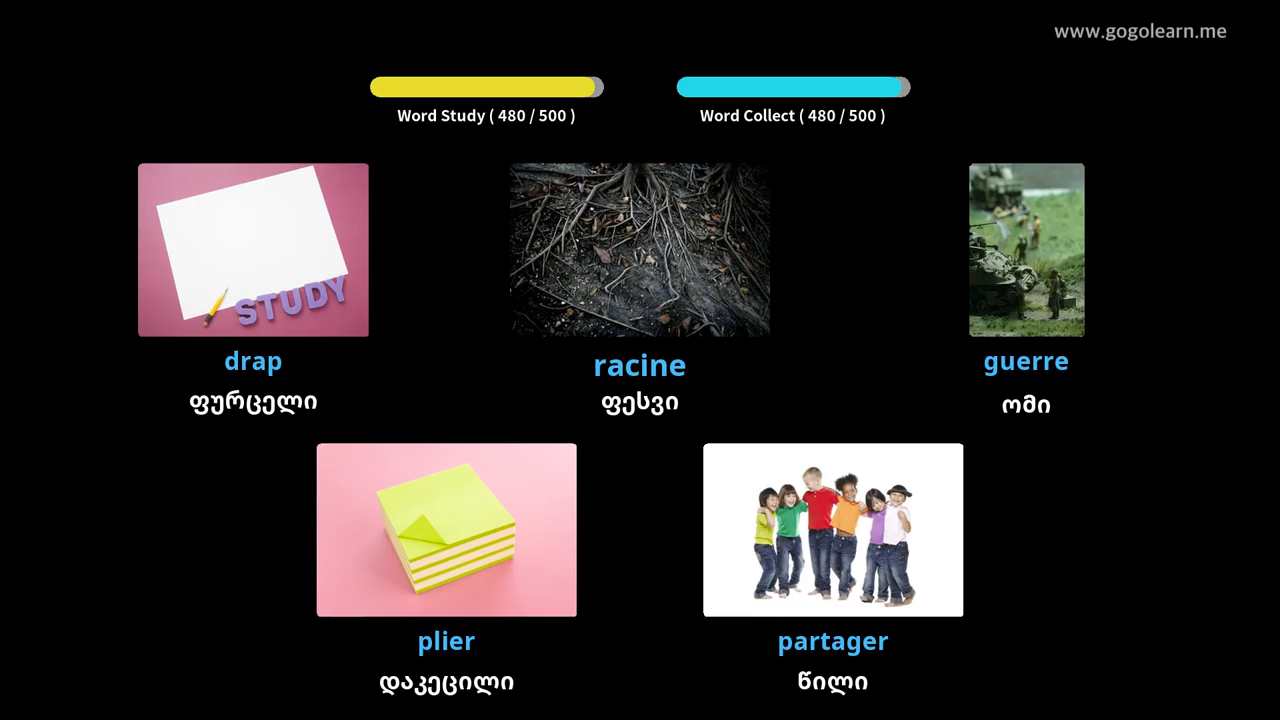 www.gogolearn.me
Word Study ( 480 / 500 )
Word Collect ( 480 / 500 )
STUDY
drap
racine
guerre
ფურცელი
ფესვი
ომი
plier
partager
დაკეცილი
წილი